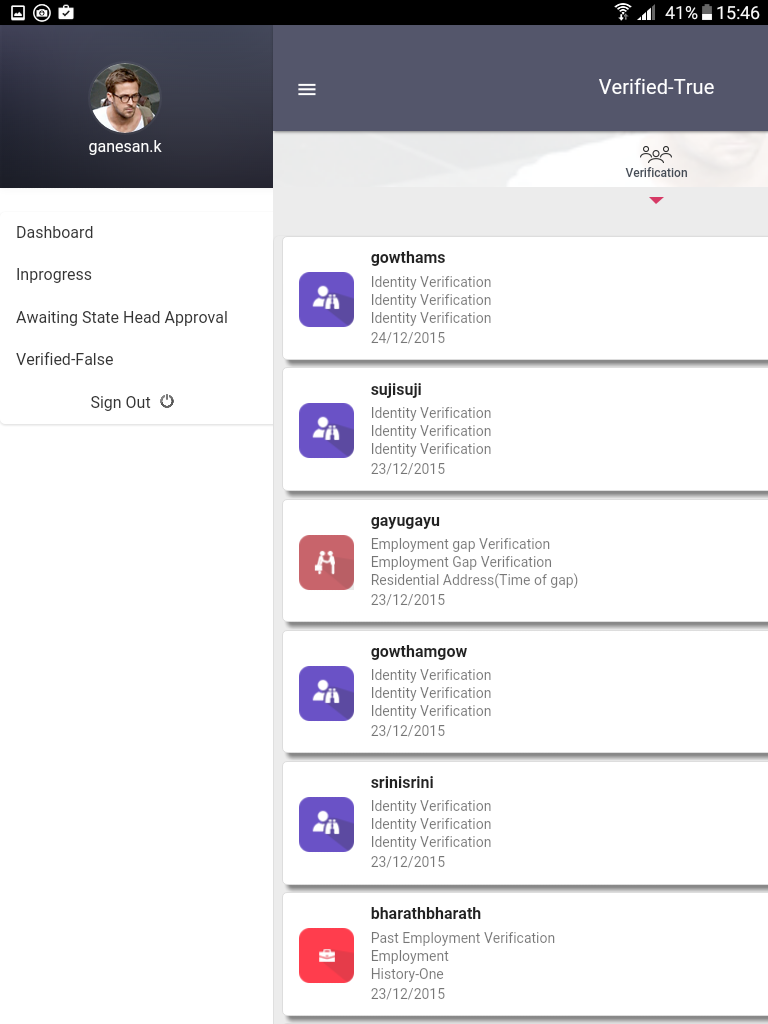 41% 15:46
ganesan.k
Dashboard
Inprogress
Awaiting State Head Approval
Verified-False
Sign Out
Verified-True
Verification
gowthams
Identity Verification
Identity Verification
Identity Verification
24/12/2015
sujisuji
Identity Verification
Identity Verification
Identity Verification
23/12/2015
gayugayu
Employment gap Verification
Employment Gap Verification
Residential Address(Time of gap)
23/12/2015
gowthamgow
Identity Verification
Identity Verification
Identity Verification
23/12/2015
srinisrini
Identity Verification
Identity Verification
Identity Verification
23/12/2015
bharathbharath
Past Employment Verification
Employment
History-One
23/12/2015